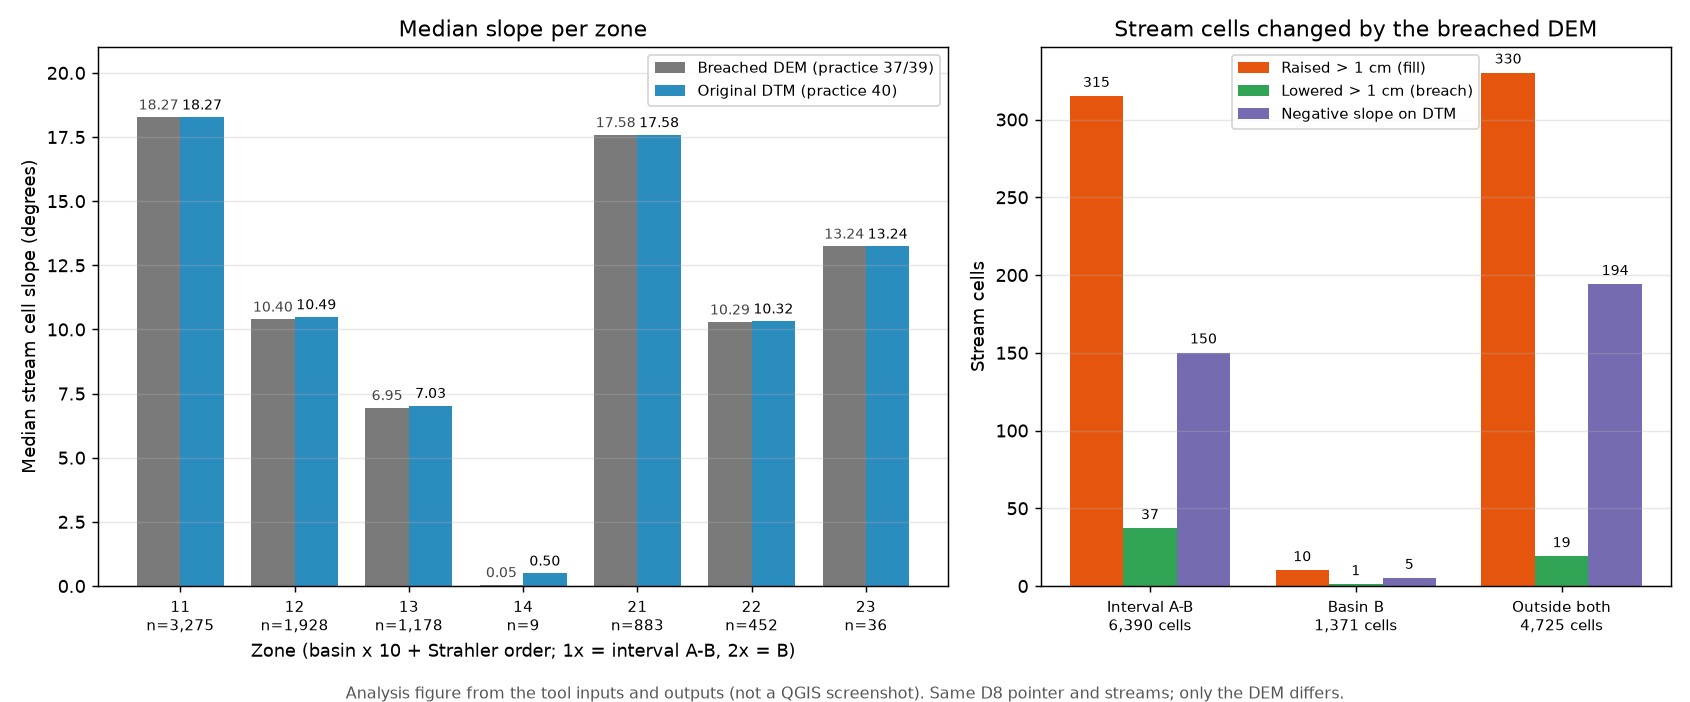 Median slope per zone
Breached DEM (practice 37/39)
Original DTM (practice 40)
Median stream cell slope (degrees)
20.0
17.5
15.0
12.5
10.0
7.5
5.0
2.5
0.0
18.27 18.27
10.40 10.49
6.95 7.03
0.05 0.50
17.58 17.58
10.29 10.32
13.24 13.24
11 12 13 14 21 22 23
n=3,275 n=1,928 n=1,178 n=9 n=883 n=452 n=36
Zone (basin x 10 + Strahler order; 1x = interval A-B, 2x = B)
Stream cells changed by the breached DEM
Raised > 1 cm (fill)
Lowered > 1 cm (breach)
Negative slope on DTM
Stream cells
300
250
200
150
100
50
0
315 37 150
10 1 5
330 19 194
Interval A-B Basin B Outside both
6,390 cells 1,371 cells 4,725 cells
Analysis figure from the tool inputs and outputs (not a QGIS screenshot). Same D8 pointer and streams; only the DEM differs.